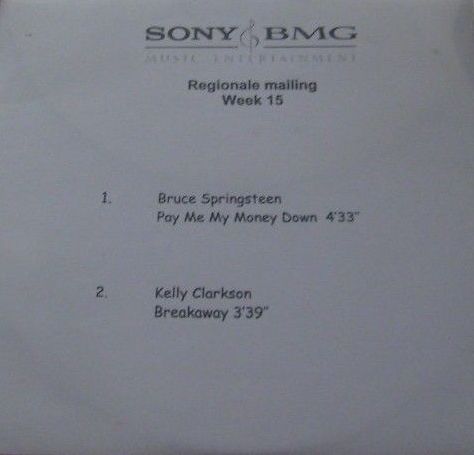 SONY BMG
MUSIC ENTERTAINMENT
Regionale mailing
Week 15
1. Bruce Springsteen
Pay Me My Money Down 4'33"
2. Kelly Clarkson
Breakaway 3'39"